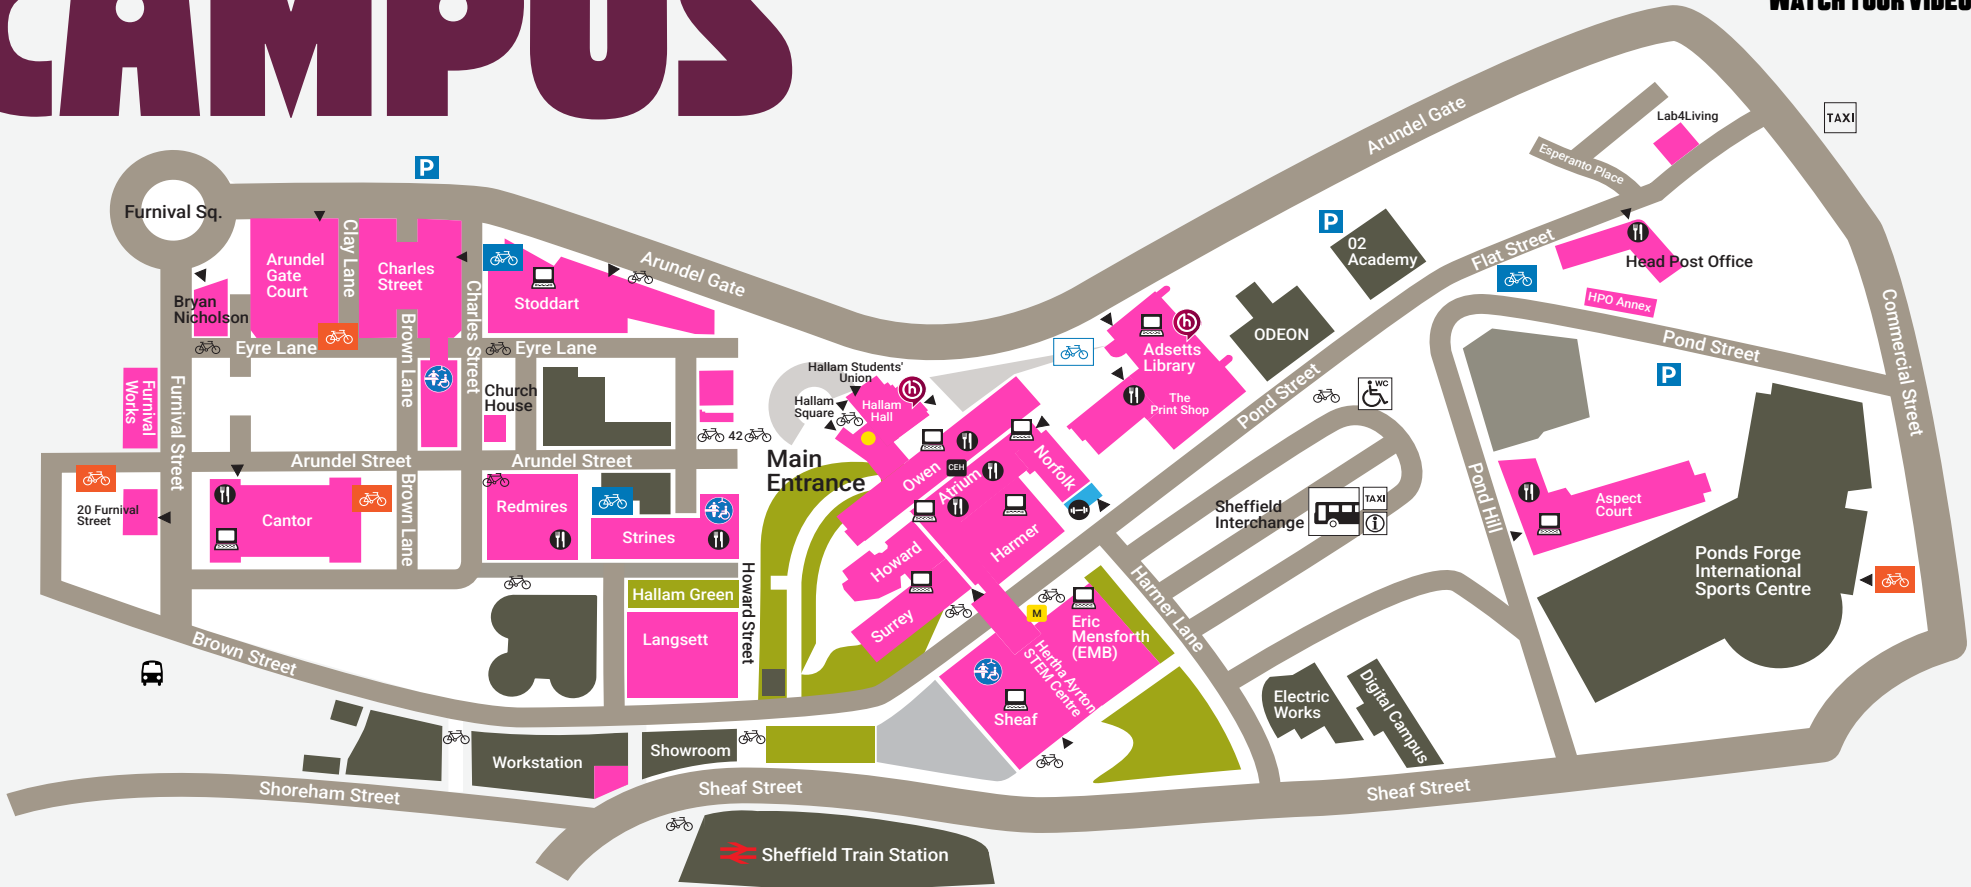 CAMPUS
WATCH YOUR VIDEO
TAXI
Lab4Living
Esperanto Place
Arundel Gate
P
Furnival Sq.
P
02
Academy
Flat Street
Head Post Office
Arundel
Gate
Court
Clay Lane
Charles
Street
Stoddart
Arundel Gate
HPO Annex
Bryan
Nicholson
Charles Street
Commercial Street
ODEON
Pond Street
Adsetts
Library
h
Eyre Lane
Brown Lane
Eyre Lane
P
Hallam Students'
Union
h
Hallam
Square
Hallam
Hall
The
Print Shop
Pond Street
WC
Furnival
Works
Furnival Street
Church
House
42
Main
Entrance
Arundel Street
Arundel Street
Owen
CEH
Atrium
Norfolk
Pond Hill
Brown Lane
20 Furnival
Street
Cantor
Redmires
Strines
Sheffield
Interchange
TAXI
i
Aspect
Court
Harmer
Howard
Howard Street
Hallam Green
Langsett
Surrey
M
Eric
Mensforth
(EMB)
Hertha Ayrton
STEM Centre
Harmer Lane
Ponds Forge
International
Sports Centre
Brown Street
Sheaf
Electric
Works
Digital Campus
Workstation
Showroom
Shoreham Street
Sheaf Street
Sheaf Street
Sheffield Train Station